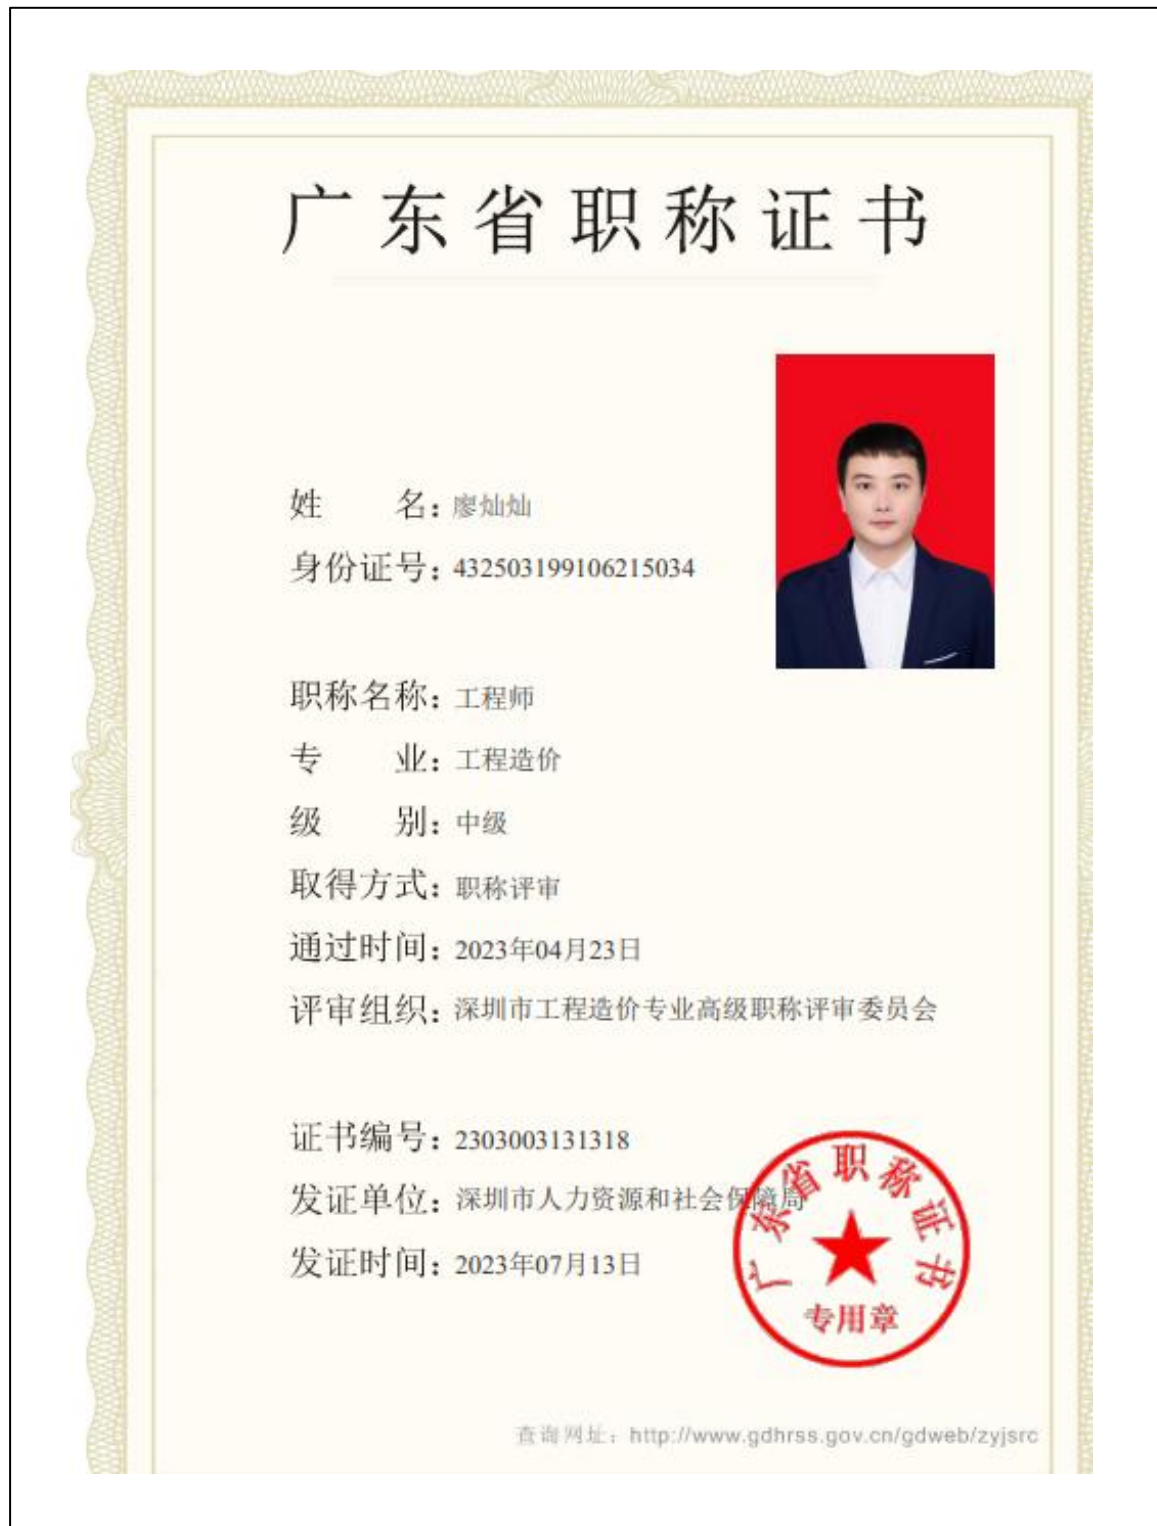 广东省职称证书
姓 名：廖灿灿
身份证号：432503199106215034
职称名称：工程师
专 业：工程造价
级 别：中级
取得方式：职称评审
通过时间：2023年04月23日
评审组织：深圳市工程造价专业高级职称评审委员会
证书编号：2303003131318
发证单位：深圳市人力资源和社会保障局
发证时间：2023年07月13日
广东省职称证书
专用章
查询网址：http://www.gdhrss.gov.cn/gdweb/zyjsrc